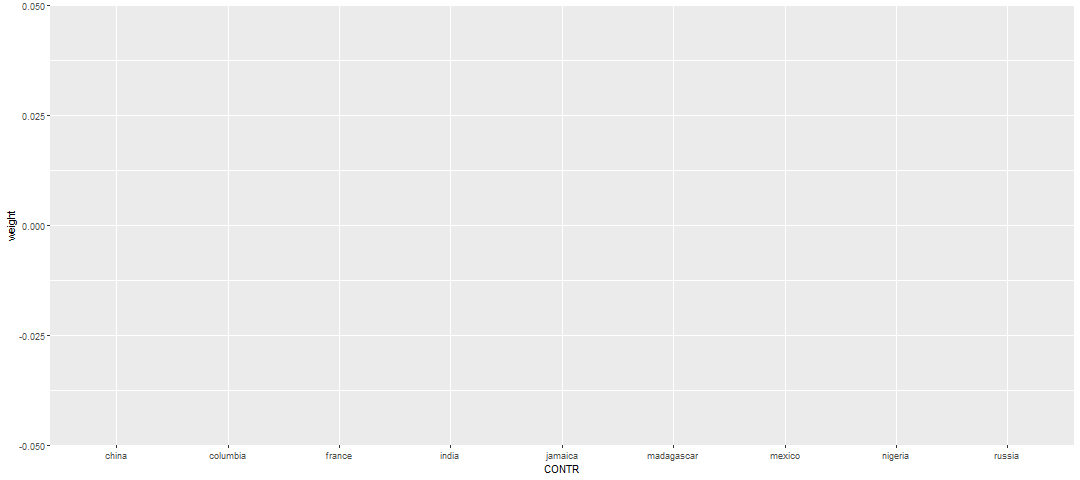 0.050
0.025
0.000
-0.025
-0.050
weight
china columbia france india jamaica madagascar mexico nigeria russia
CONTR